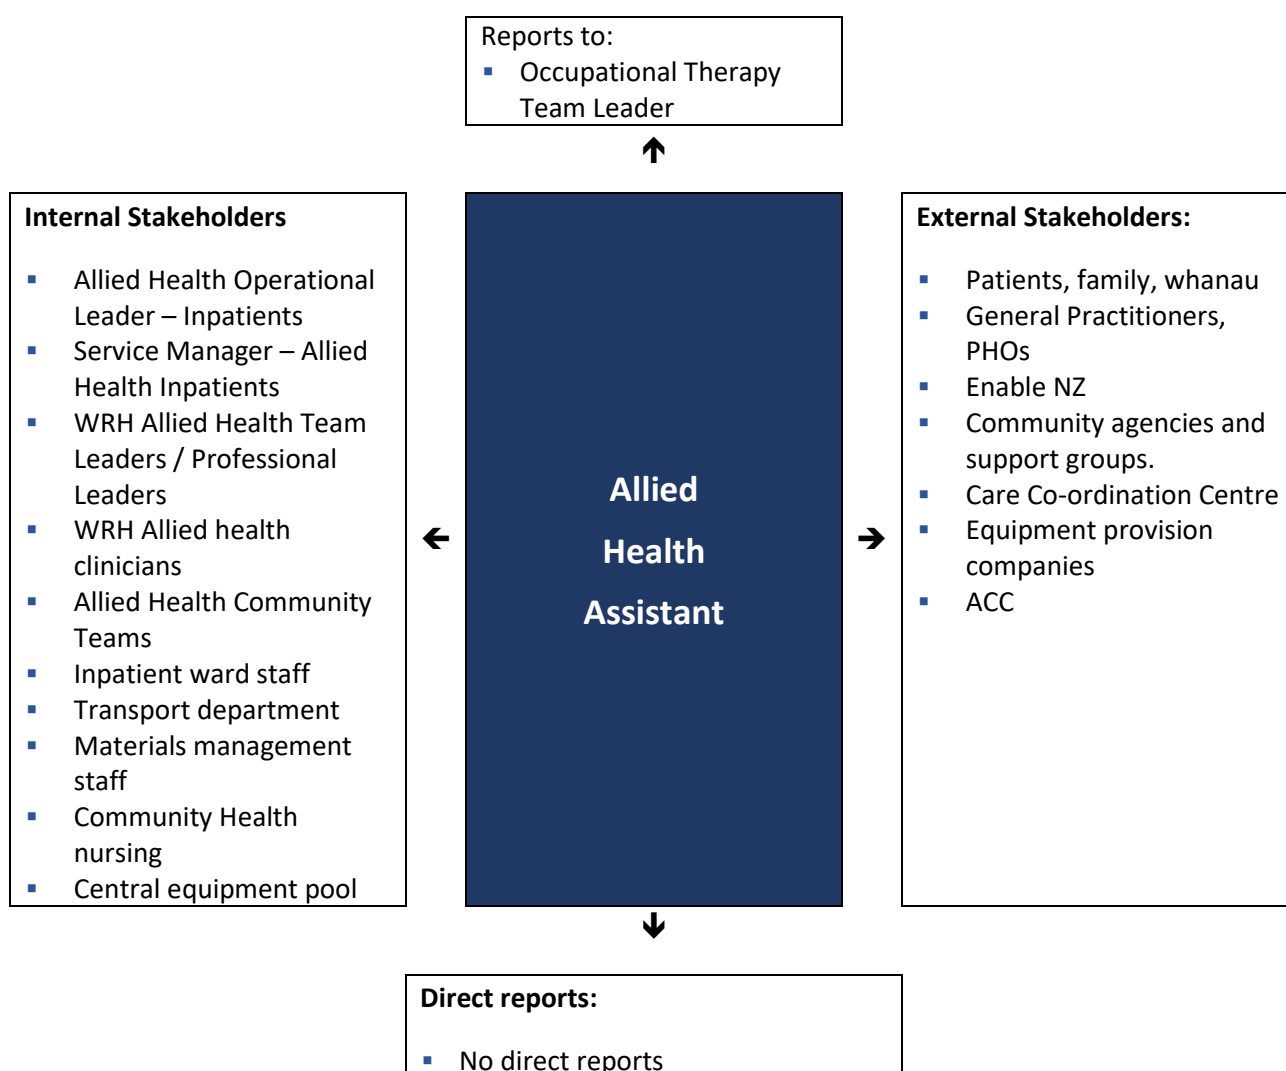 Reports to:
▪ Occupational Therapy
Team Leader
🡩
Internal Stakeholders
▪ Allied Health Operational
Leader – Inpatients
▪ Service Manager – Allied
Health Inpatients
▪ WRH Allied Health Team
Leaders / Professional
Leaders
▪ WRH Allied health
clinicians
▪ Allied Health Community
Teams
▪ Inpatient ward staff
▪ Transport department
▪ Materials management
staff
▪ Community Health
nursing
▪ Central equipment pool
🡨
Allied
Health
Assistant
🡪
External Stakeholders:
▪ Patients, family, whanau
▪ General Practitioners,
PHOs
▪ Enable NZ
▪ Community agencies and
support groups.
▪ Care Co-ordination Centre
▪ Equipment provision
companies
▪ ACC
🡫
Direct reports:
▪ No direct reports